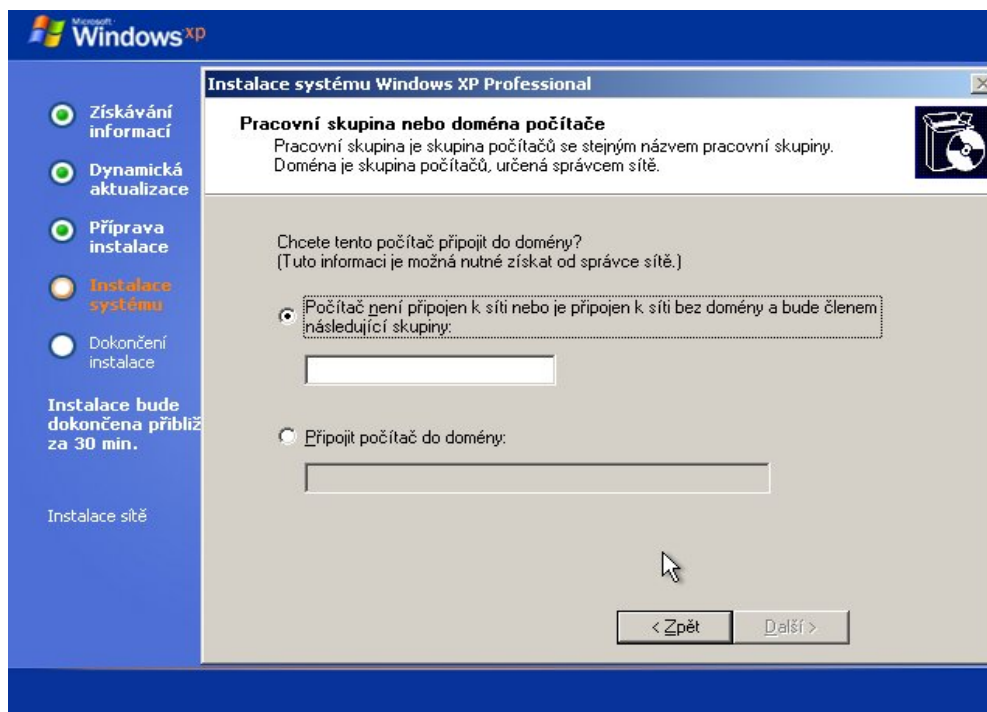 Microsoft
Windows xp
Instalace systému Windows XP Professional
Získávání
informací
Dynamická
aktualizace
Příprava
instalace
Instalace
systému
Dokončení
instalace
Instalace bude
dokončena přibliž
za 30 min.
Instalace sítě
Pracovní skupina nebo doména počítače
Pracovní skupina je skupina počítačů se stejným názvem pracovní skupiny.
Doména je skupina počítačů, určená správcem sítě.
Chcete tento počítač připojit do domény?
(Tuto informaci je možná nutné získat od správce sítě.)
Počítač není připojen k síti nebo je připojen k síti bez domény a bude členem
následující skupiny:
Připojit počítač do domény:
< Zpět
Další >